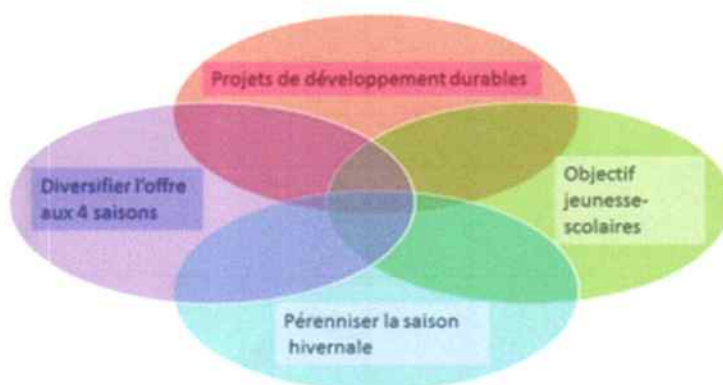 Projets de développement durables
Diversifier l'offre
aux 4 saisons
Objectif
jeunesse-
scolaires
Pérenniser la saison
hivernale